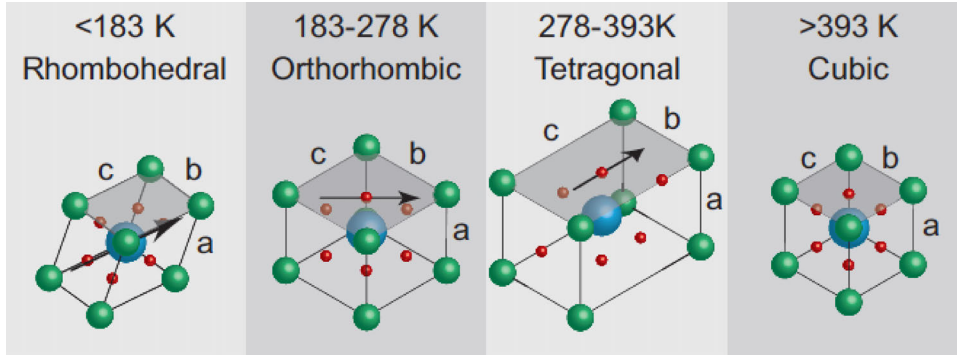 <183 K
Rhombohedral
c
b
a
183-278 K
Orthorhombic
c
b
a
278-393K
Tetragonal
c
b
a
>393 K
Cubic
c
b
a